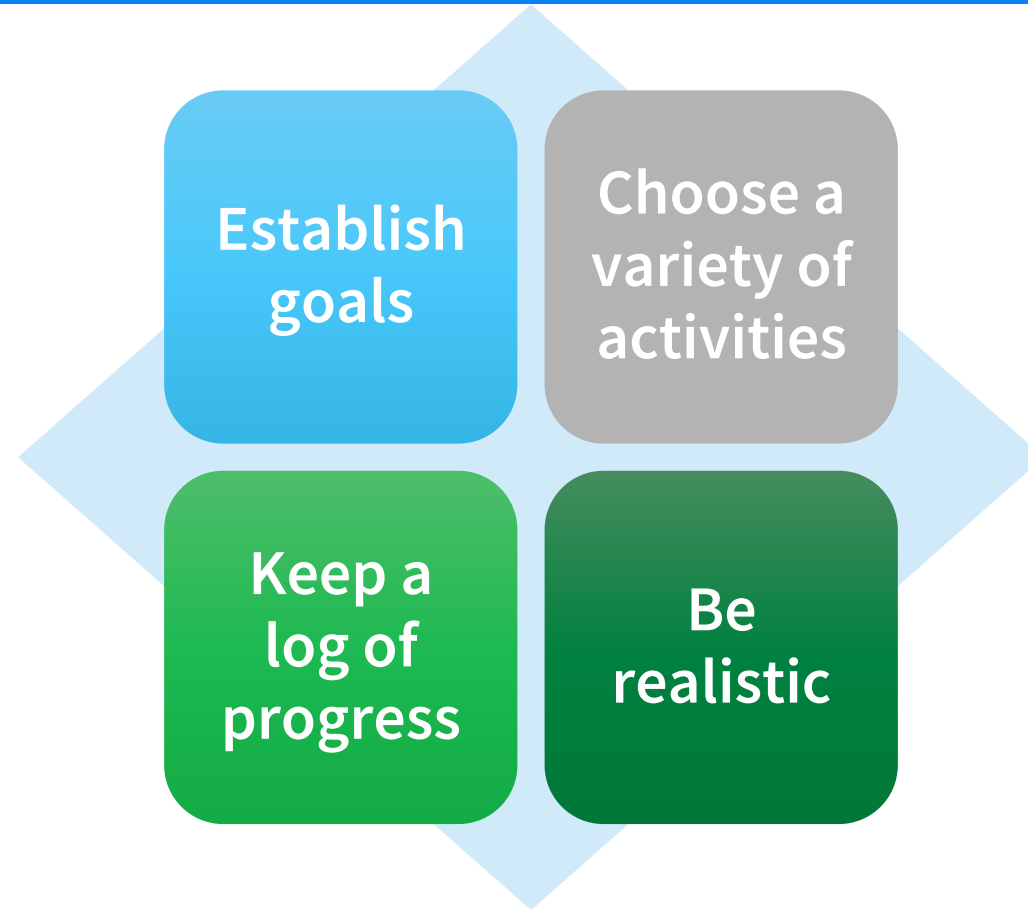 Establish
goals
Choose a
variety of
activities
Keep a
log of
progress
Be
realistic